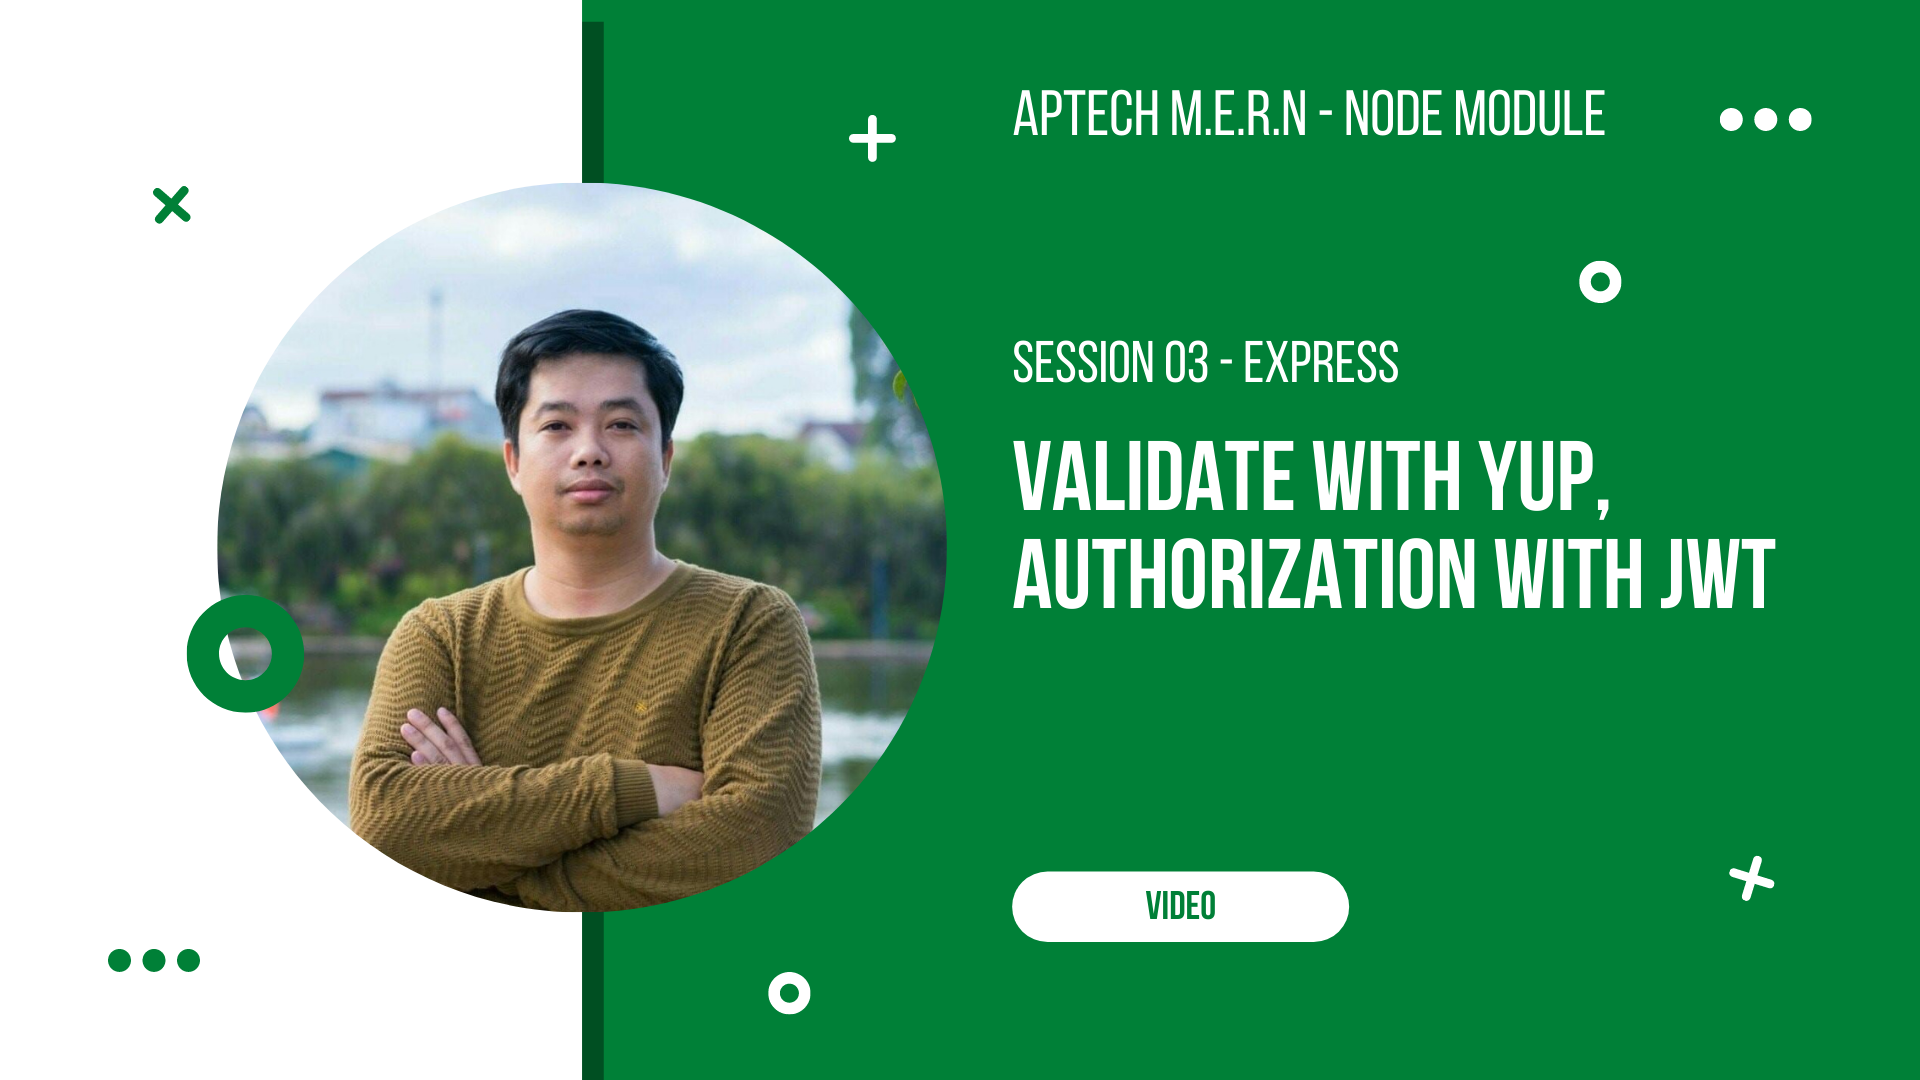 APTECH M.E.R.N - NODE MODULE
SESSION 03 - EXPRESS
VALIDATE WITH YUP,
AUTHORIZATION WITH JWT
VIDEO